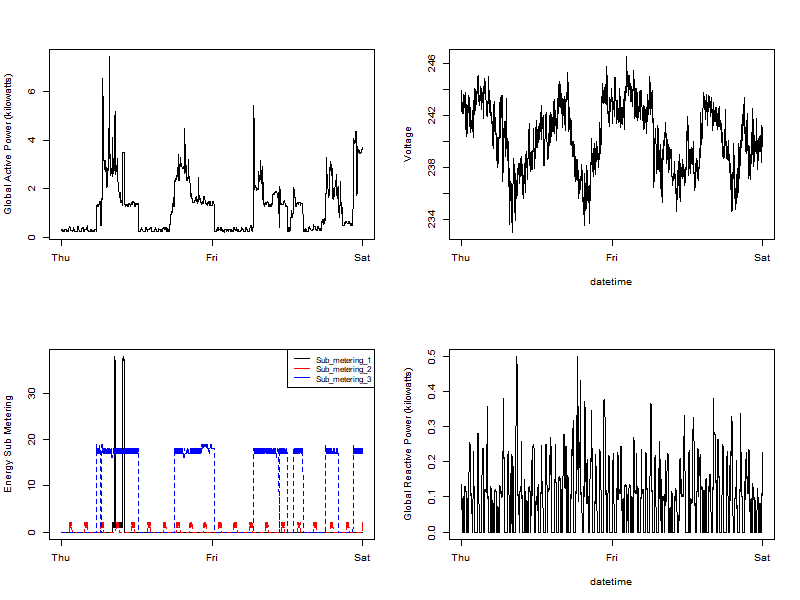 Global Active Power (kilowatts)
0 2 4 6
Thu Fri Sat
Voltage
234 238 242 246
Thu Fri Sat
datetime
Energy Sub Metering
0 10 20 30
Sub_metering_1
Sub_metering_2
Sub_metering_3
Thu Fri Sat
Global Reactive Power (kilowatts)
0.0 0.1 0.2 0.3 0.4 0.5
Thu Fri Sat
datetime